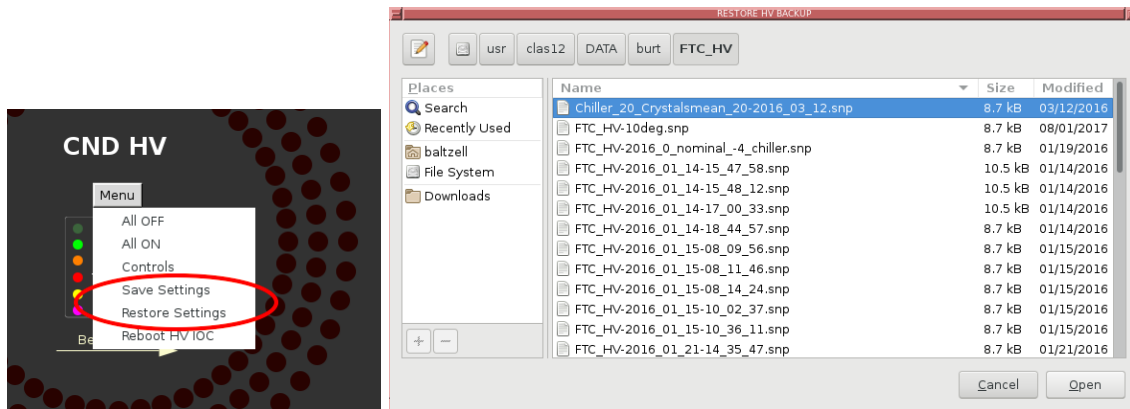 CND HV
Menu
All OFF
All ON
Controls
Save Settings
Restore Settings
Reboot HV IOC
Be
RESTORE HV BACKUP
usr clas12 DATA burt FTC_HV
Places
Search
Recently Used
baltzell
File System
Downloads
Name Size Modified
Chiller_20_Crystalsmean_20-2016_03_12.snp 8.7 kB 03/12/2016
FTC_HV-10deg.snp 8.7 kB 08/01/2017
FTC_HV-2016_0_nominal_-4_chiller.snp 8.7 kB 01/19/2016
FTC_HV-2016_01_14-15_47_58.snp 10.5 kB 01/14/2016
FTC_HV-2016_01_14-15_48_12.snp 10.5 kB 01/14/2016
FTC_HV-2016_01_14-17_00_33.snp 10.5 kB 01/14/2016
FTC_HV-2016_01_14-18_44_57.snp 8.7 kB 01/14/2016
FTC_HV-2016_01_15-08_09_56.snp 8.7 kB 01/15/2016
FTC_HV-2016_01_15-08_11_46.snp 8.7 kB 01/15/2016
FTC_HV-2016_01_15-08_14_24.snp 8.7 kB 01/15/2016
FTC_HV-2016_01_15-10_02_37.snp 8.7 kB 01/15/2016
FTC_HV-2016_01_15-10_36_11.snp 8.7 kB 01/15/2016
FTC_HV-2016_01_21-14_35_47.snp 8.7 kB 01/21/2016
Cancel Open